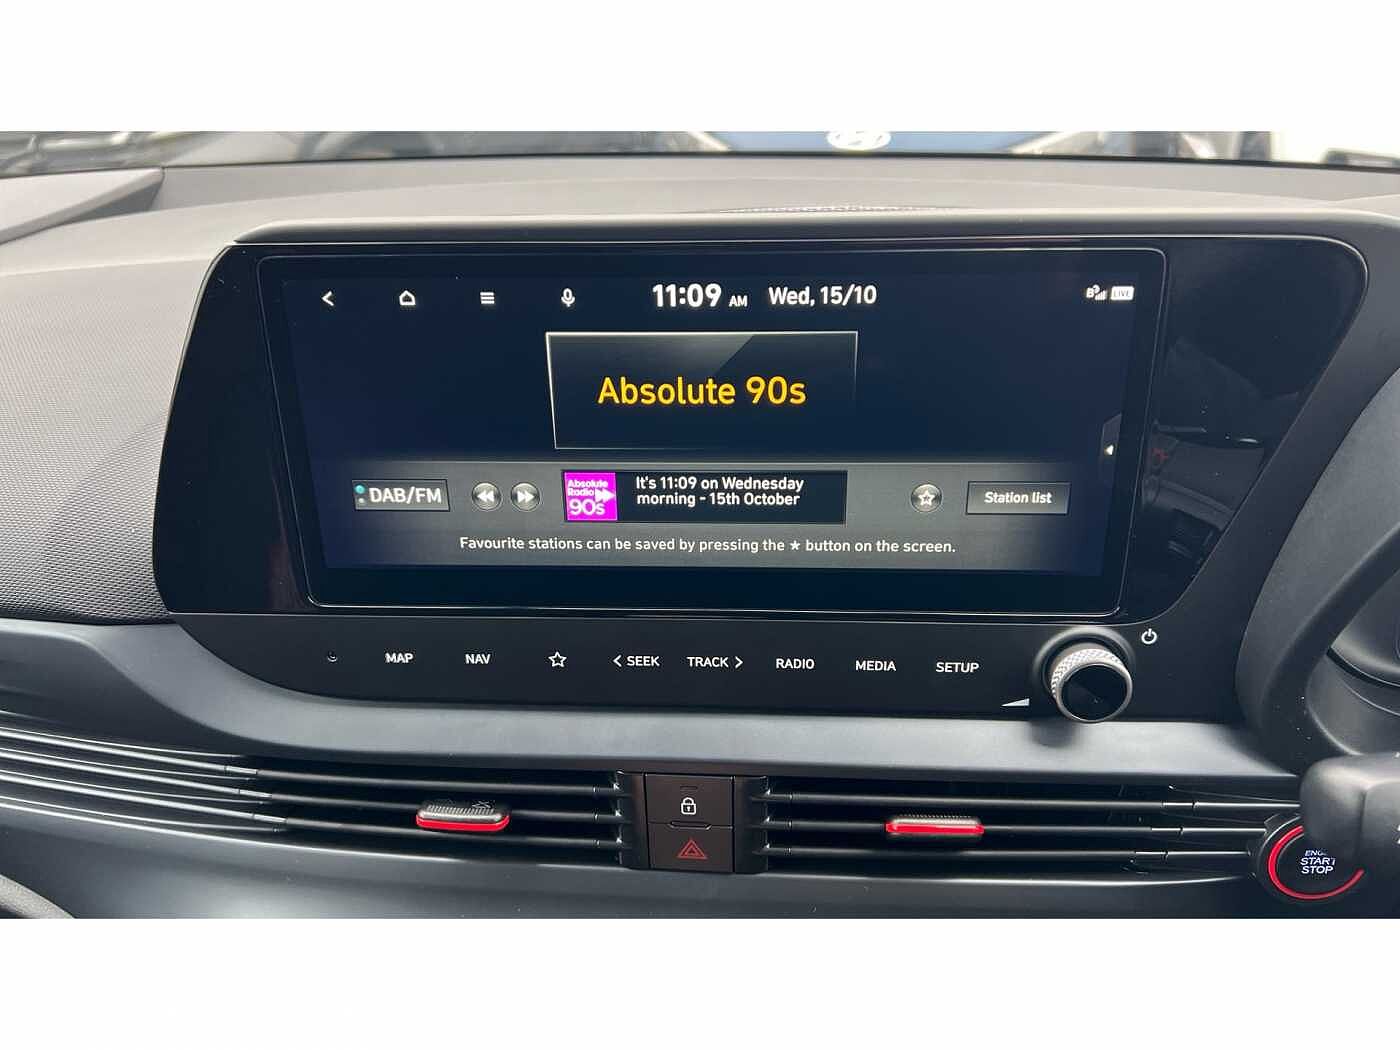 11:09 AM Wed, 15/10
LIVE
Absolute 90s
DAB/FM
Absolute
Radio
90s
It's 11:09 on Wednesday
morning - 15th October
Station list
Favourite stations can be saved by pressing the ★ button on the screen.
MAP NAV < SEEK TRACK > RADIO MEDIA SETUP
START
STOP